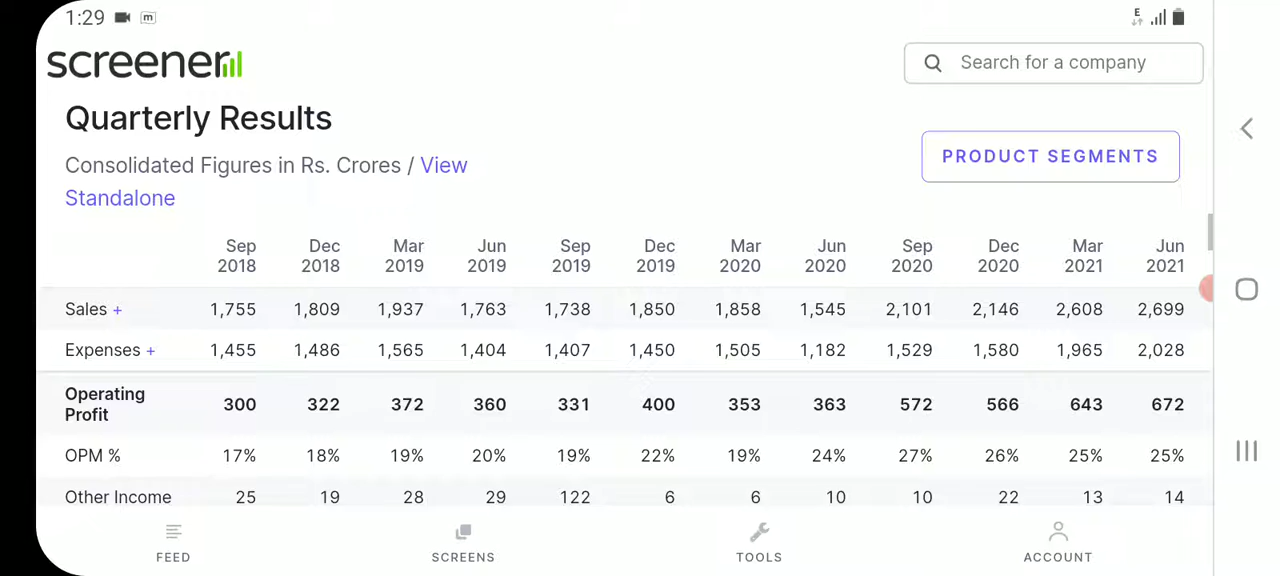 1:29 m E
screener
Search for a company
Quarterly Results
Consolidated Figures in Rs. Crores / View
Standalone
PRODUCT SEGMENTS
Sep Dec Mar Jun Sep Dec Mar Jun Sep Dec Mar Jun
2018 2018 2019 2019 2019 2019 2020 2020 2020 2020 2021 2021
Sales + 1,755 1,809 1,937 1,763 1,738 1,850 1,858 1,545 2,101 2,146 2,608 2,699
Expenses + 1,455 1,486 1,565 1,404 1,407 1,450 1,505 1,182 1,529 1,580 1,965 2,028
Operating
Profit 300 322 372 360 331 400 353 363 572 566 643 672
OPM % 17% 18% 19% 20% 19% 22% 19% 24% 27% 26% 25% 25%
Other Income 25 19 28 29 122 6 6 10 10 22 13 14
FEED SCREENS TOOLS ACCOUNT